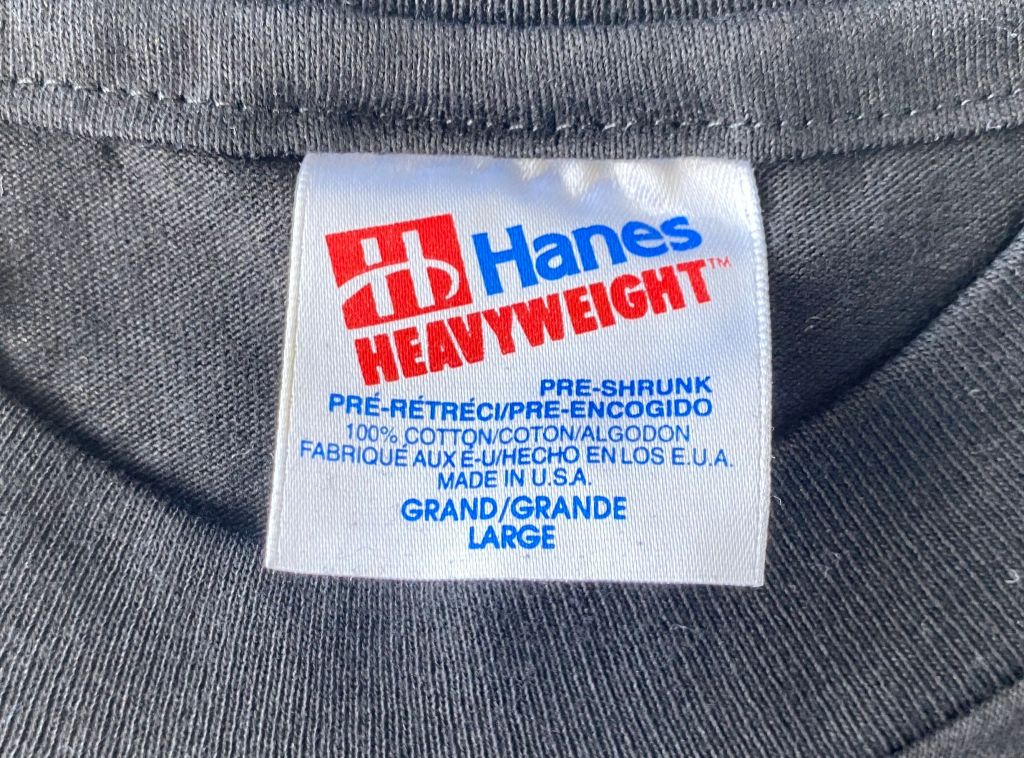 H Hanes
HEAVYWEIGHT™
PRE-SHRUNK
PRÉ-RÉTRÉCI/PRE-ENCOGIDO
100% COTTON/COTON/ALGODON
FABRIQUÉ AUX É-U/HECHO EN LOS E.U.A.
MADE IN U.S.A.
GRAND/GRANDE
LARGE